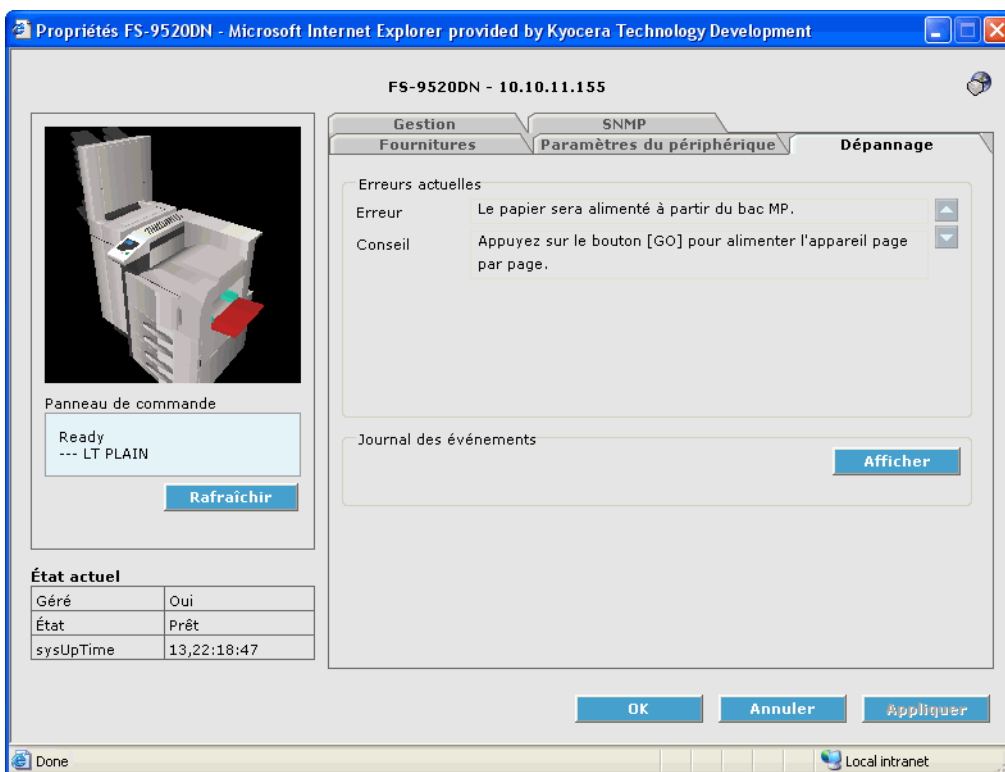 Propriétés FS-9520DN - Microsoft Internet Explorer provided by Kyocera Technology Development
FS-9520DN - 10.10.11.155
Gestion
SNMP
Fournitures
Paramètres du périphérique
Dépannage
Erreurs actuelles
Erreur
Le papier sera alimenté à partir du bac MP.
Conseil
Appuyez sur le bouton [GO] pour alimenter l'appareil page
par page.
Journal des événements
Afficher
Panneau de commande
Ready
--- LT PLAIN
Rafraîchir
État actuel
Géré Oui
État Prêt
sysUpTime 13,22:18:47
OK
Annuler
Appliquer
Done
Local intranet